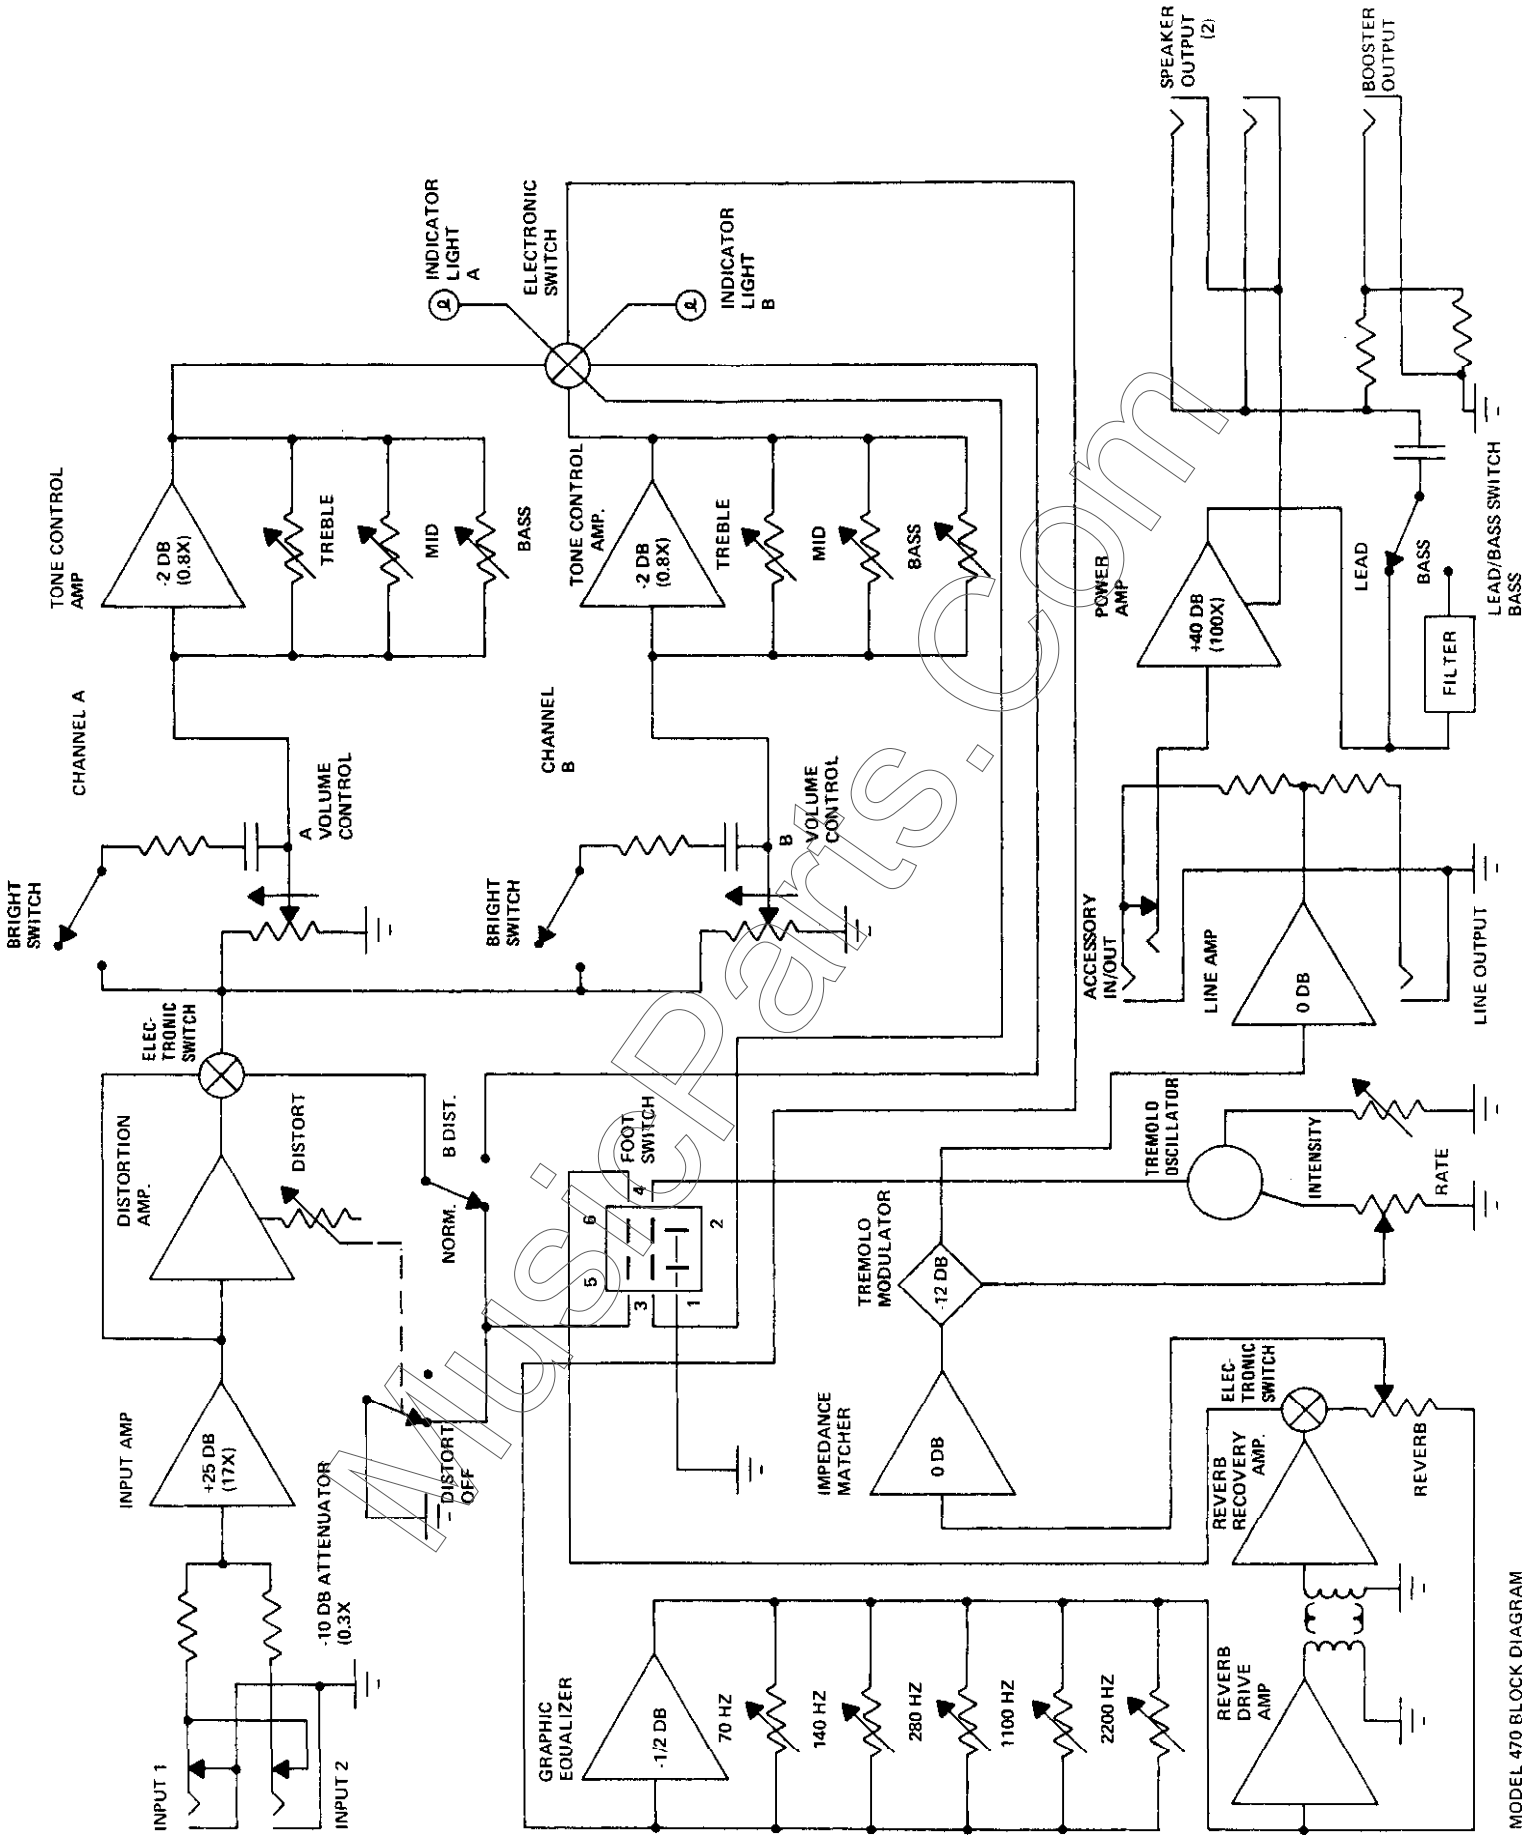 INPUT 1
INPUT 2
-10 DB ATTENUATOR
(0.3X
INPUT AMP
+25 DB
(17X)
DISTORTION
AMP.
DISTORT
DISTORT
OFF
ELEC-
TRONIC
SWITCH
NORM.
B DIST.
BRIGHT
SWITCH
CHANNEL A
A
VOLUME
CONTROL
TONE CONTROL
AMP
-2 DB
(0.8X)
TREBLE
MID
BASS
BRIGHT
SWITCH
CHANNEL
B
B
VOLUME
CONTROL
TONE CONTROL
AMP.
-2 DB
(0.8X)
TREBLE
MID
BASS
INDICATOR
LIGHT
A
ELECTRONIC
SWITCH
INDICATOR
LIGHT
B
FOOT
SWITCH
5
6
3
4
1
2
GRAPHIC
EQUALIZER
-1/2 DB
70 HZ
140 HZ
280 HZ
1100 HZ
2200 HZ
IMPEDANCE
MATCHER
0 DB
TREMOLO
MODULATOR
-12 DB
TREMOLO
OSCILLATOR
INTENSITY
RATE
REVERB
DRIVE
AMP
REVERB
RECOVERY
AMP.
ELEC-
TRONIC
SWITCH
REVERB
ACCESSORY
IN/OUT
LINE AMP
0 DB
LINE OUTPUT
POWER
AMP
+40 DB
(100X)
LEAD
BASS
FILTER
LEAD/BASS SWITCH
BASS
SPEAKER
OUTPUT
(2)
BOOSTER
OUTPUT
MODEL 470 BLOCK DIAGRAM
MusicParts.Com